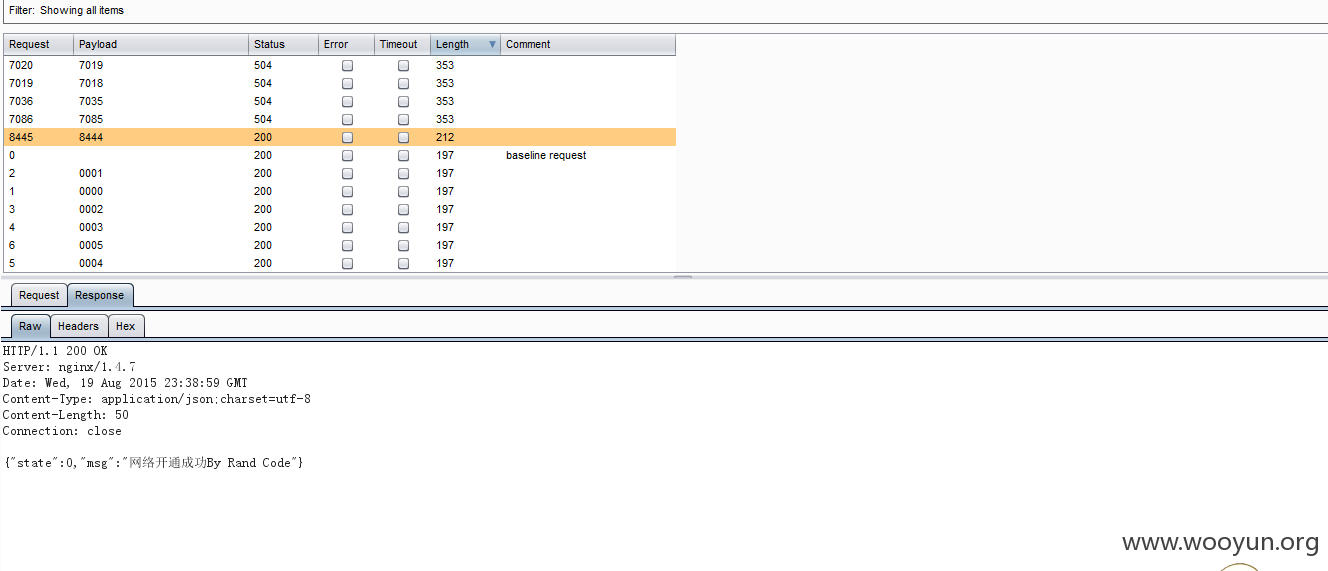 Filter: Showing all items
Request Payload Status Error Timeout Length Comment
7020 7019 504 353
7019 7018 504 353
7036 7035 504 353
7086 7085 504 353
8445 8444 200 212
0 200 197 baseline request
2 0001 200 197
1 0000 200 197
3 0002 200 197
4 0003 200 197
6 0005 200 197
5 0004 200 197
Request Response
Raw Headers Hex
HTTP/1.1 200 OK
Server: nginx/1.4.7
Date: Wed, 19 Aug 2015 23:38:59 GMT
Content-Type: application/json;charset=utf-8
Content-Length: 50
Connection: close
{"state":0,"msg":"网络开通成功By Rand Code"}
www.wooyun.org